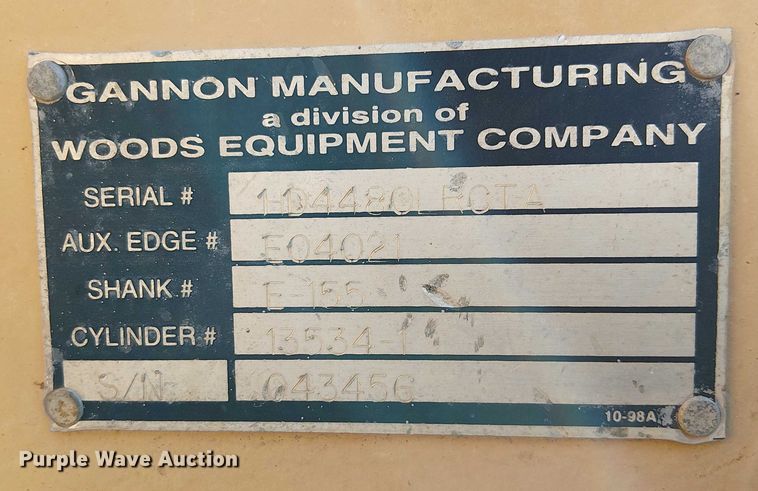 GANNON MANUFACTURING
a division of
WOODS EQUIPMENT COMPANY
SERIAL #
AUX. EDGE # E04021
SHANK # E-155
CYLINDER # 13534-1
S/N 043456
10-98A
Purple Wave Auction